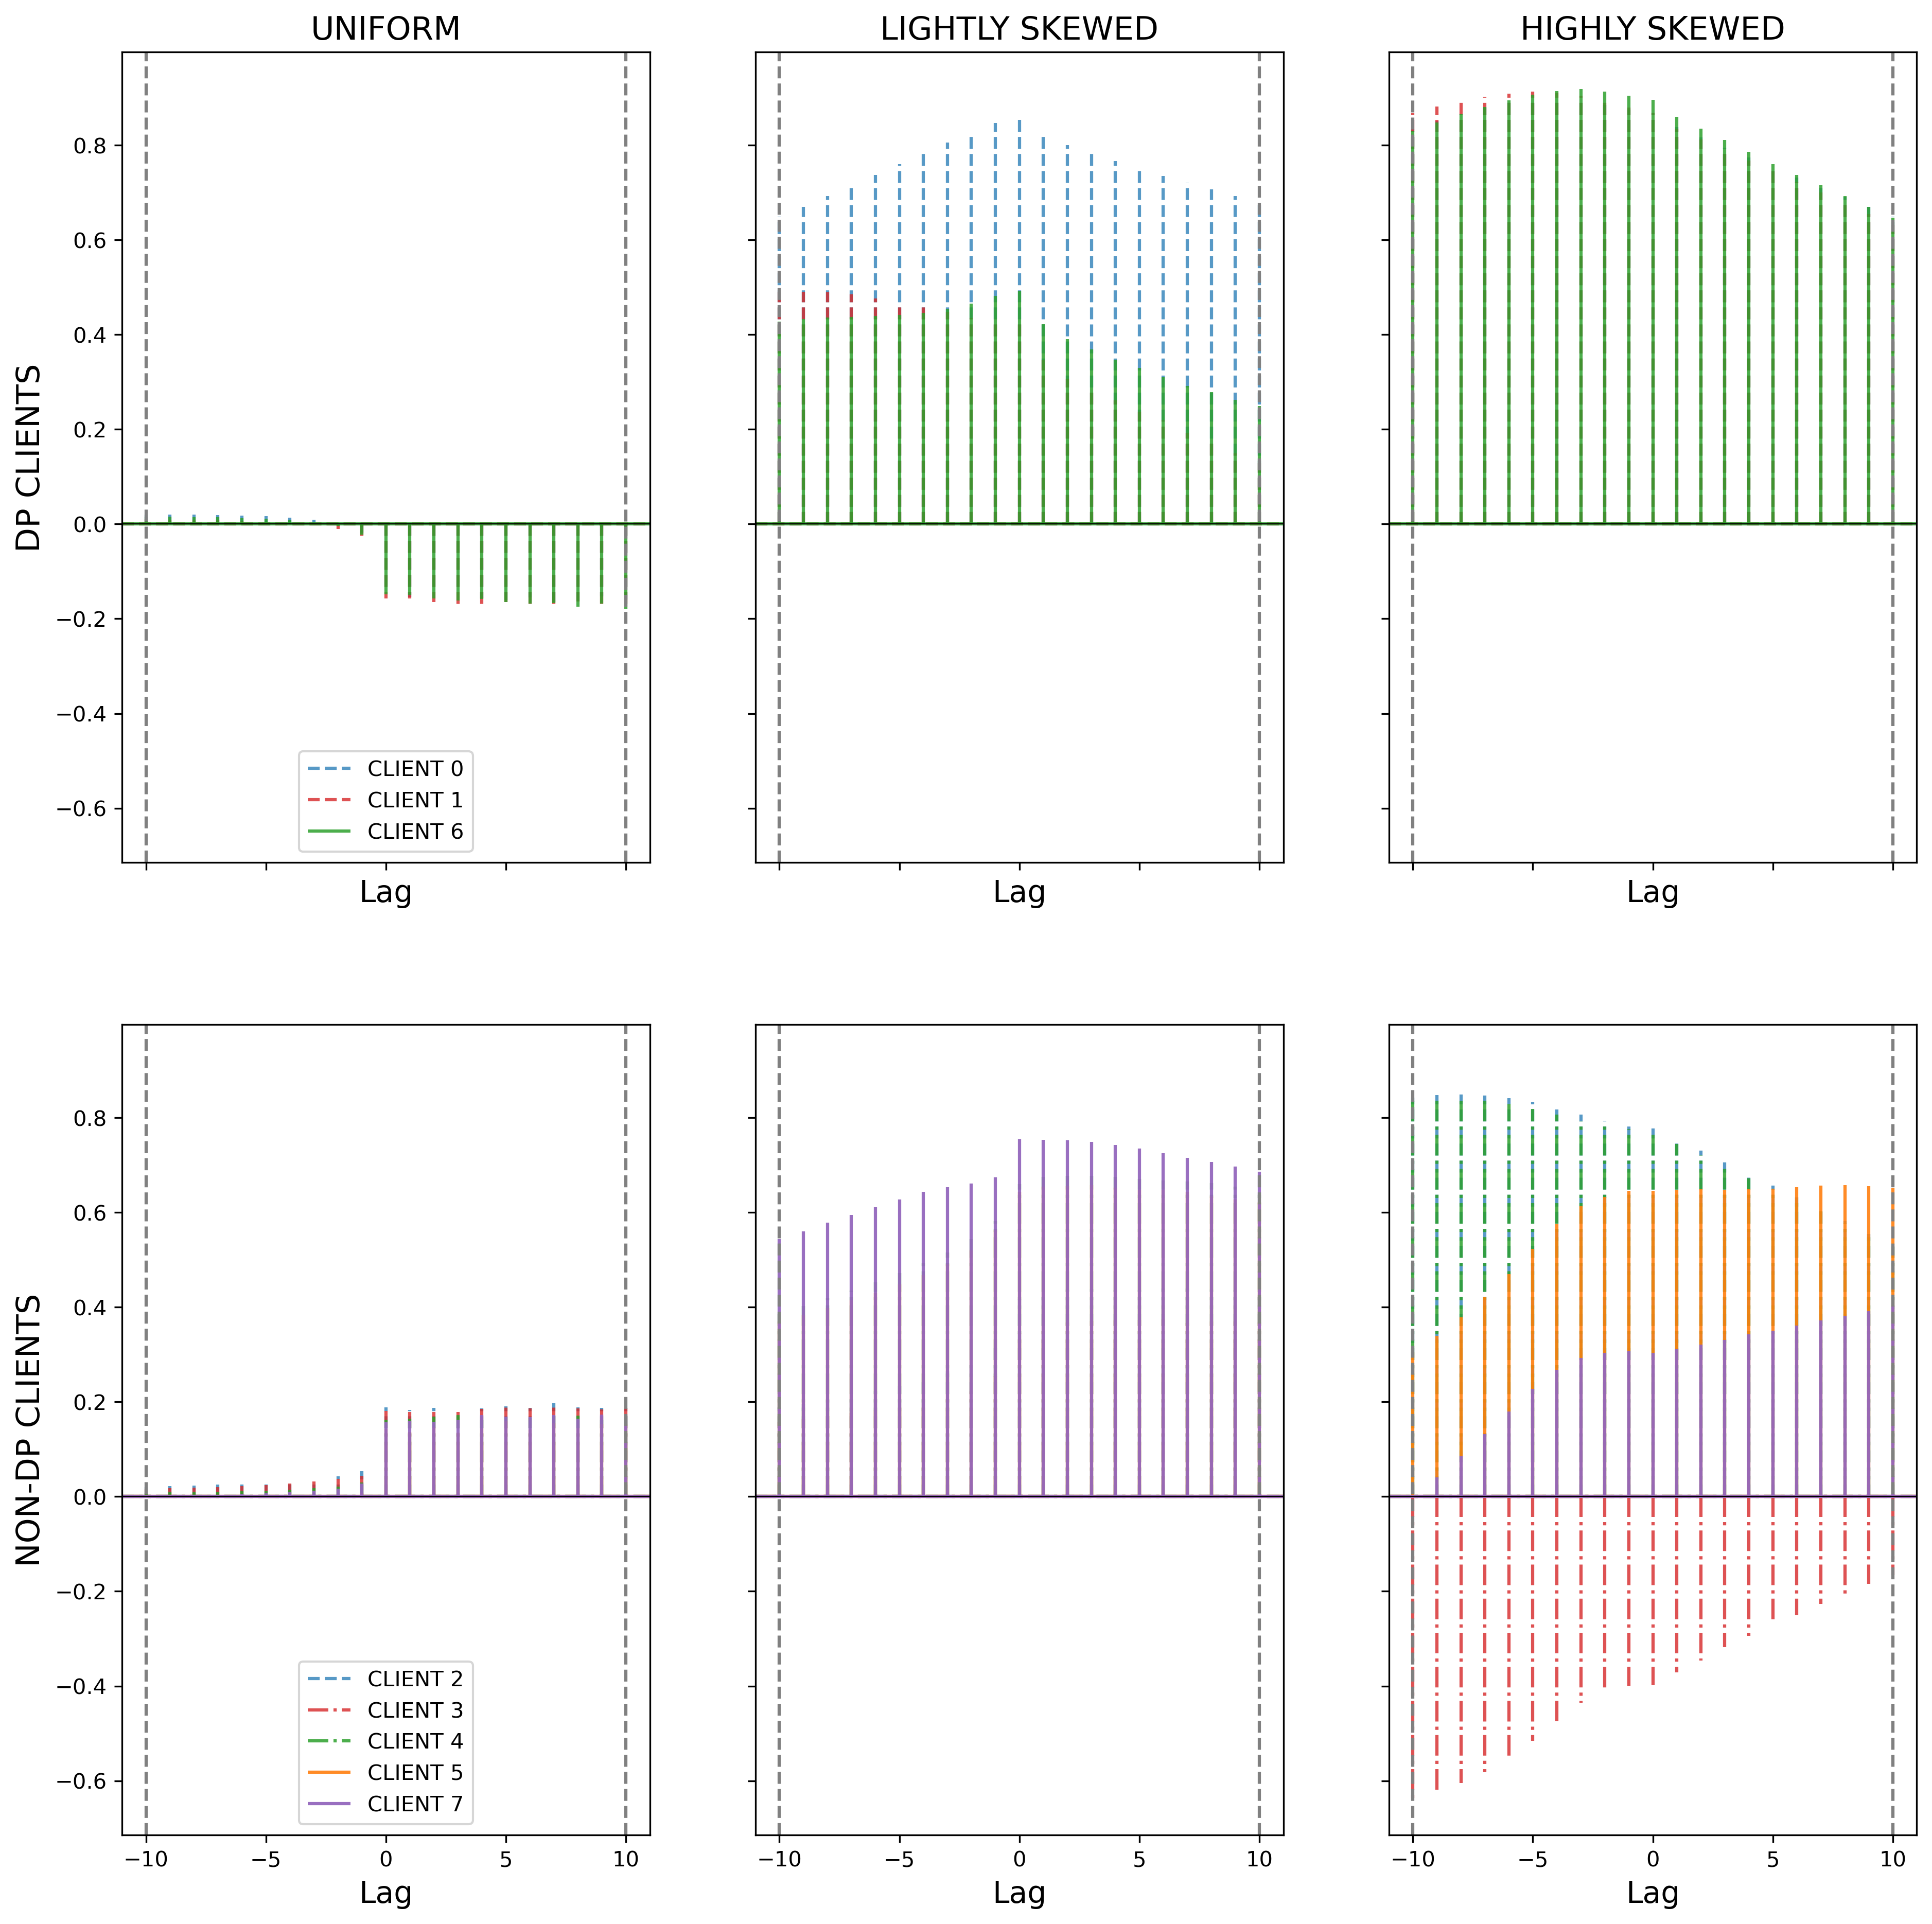 UNIFORM
LIGHTLY SKEWED
HIGHLY SKEWED
DP CLIENTS
0.8
0.6
0.4
0.2
0.0
−0.2
−0.4
−0.6
CLIENT 0
CLIENT 1
CLIENT 6
Lag
Lag
Lag
NON-DP CLIENTS
0.8
0.6
0.4
0.2
0.0
−0.2
−0.4
−0.6
CLIENT 2
CLIENT 3
CLIENT 4
CLIENT 5
CLIENT 7
−10 −5 0 5 10
−10 −5 0 5 10
−10 −5 0 5 10
Lag
Lag
Lag